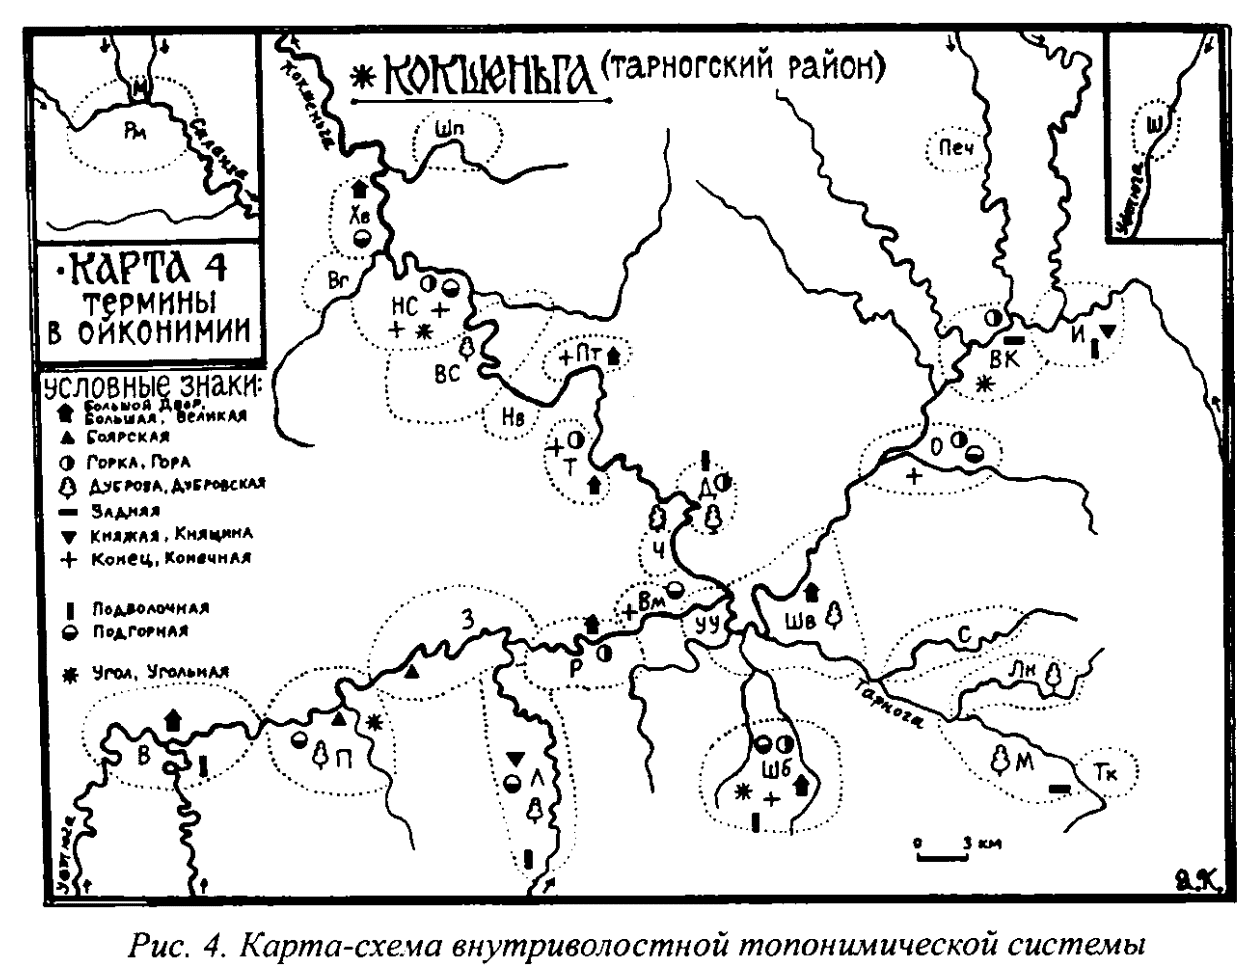 КОКШЕНЬГА (ТАРНОГСКИЙ РАЙОН)
Кокшеньга
М
Рм
Саланга
Шп
Печ
Ш
Уфтюга
Хв
Вг
НС
ВС
Пт
Нв
Т
Д
Ч
И
ВК
О
КАРТА 4
ТЕРМИНЫ
В ОЙКОНИМИИ
УСЛОВНЫЕ ЗНАКИ:
Большой Двор,
Большая, Великая
Боярская
Горка, Гора
Дуброва, Дубровская
Задняя
Княжая, Княщина
Конец, Конечная
Подволочная
Подгорная
Угол, Угольная
З
Вм
УУ
Шв
С
Лн
Р
Тарнога
В
П
Л
Шб
М
Тк
Уфтюга
0 3 км
А.К.
Рис. 4. Карта-схема внутриволостной топонимической системы